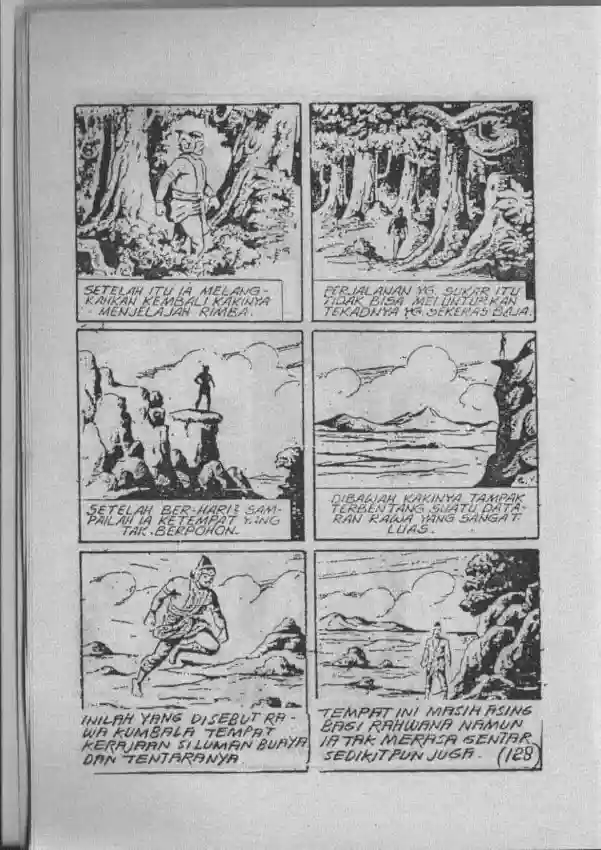 SETELAH ITU IA MELANG-
KAHKAN KEMBALI KAKINYA
MENJELAJAH RIMBA.
PERJALANAN YG. SUKAR ITU
TIDAK BISA MELUNTURKAN
TEKADNYA YG. SEKERAS BAJA.
SETELAH BER-HARI2 SAM-
PAILAH IA KETEMPAT YANG
TAK BERPOHON.
DIBAWAH KAKINYA TAMPAK
TERBENTANG SUATU DATA-
RAN RAWA YANG SANGAT
LUAS.
INILAH YANG DISEBUT RA-
WA KUMBALA TEMPAT
KERAJAAN SILUMAN BUAYA
DAN TENTARANYA
TEMPAT INI MASIH ASING
BAGI RAHWANA NAMUN
IA TAK MERASA GENTAR
SEDIKITPUN JUGA. (128)